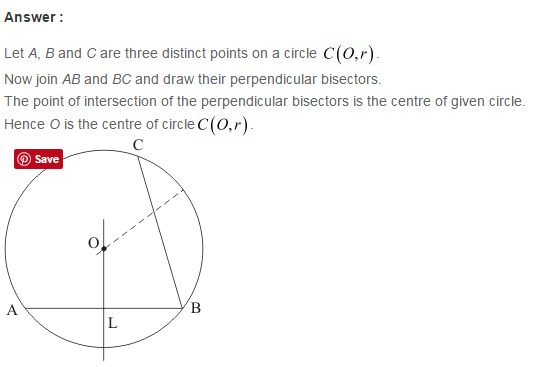 Answer :
Let A, B and C are three distinct points on a circle C(O,r).
Now join AB and BC and draw their perpendicular bisectors.
The point of intersection of the perpendicular bisectors is the centre of given circle.
Hence O is the centre of circle C(O,r).
C
Save
O
A
B
L